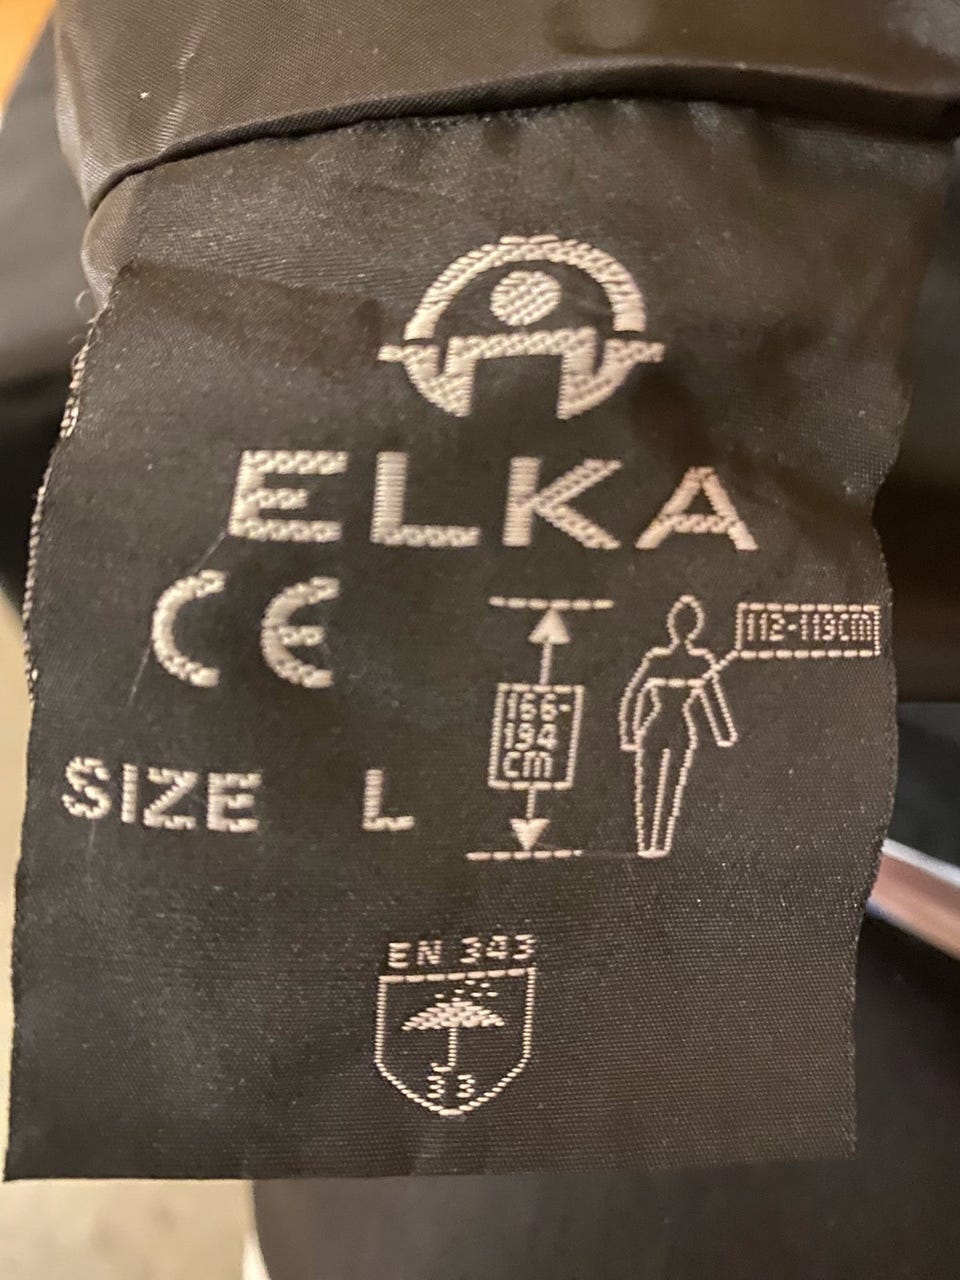 ELKA
CE
112-119CM
166-
194
CM
SIZE L
EN 343
3 3